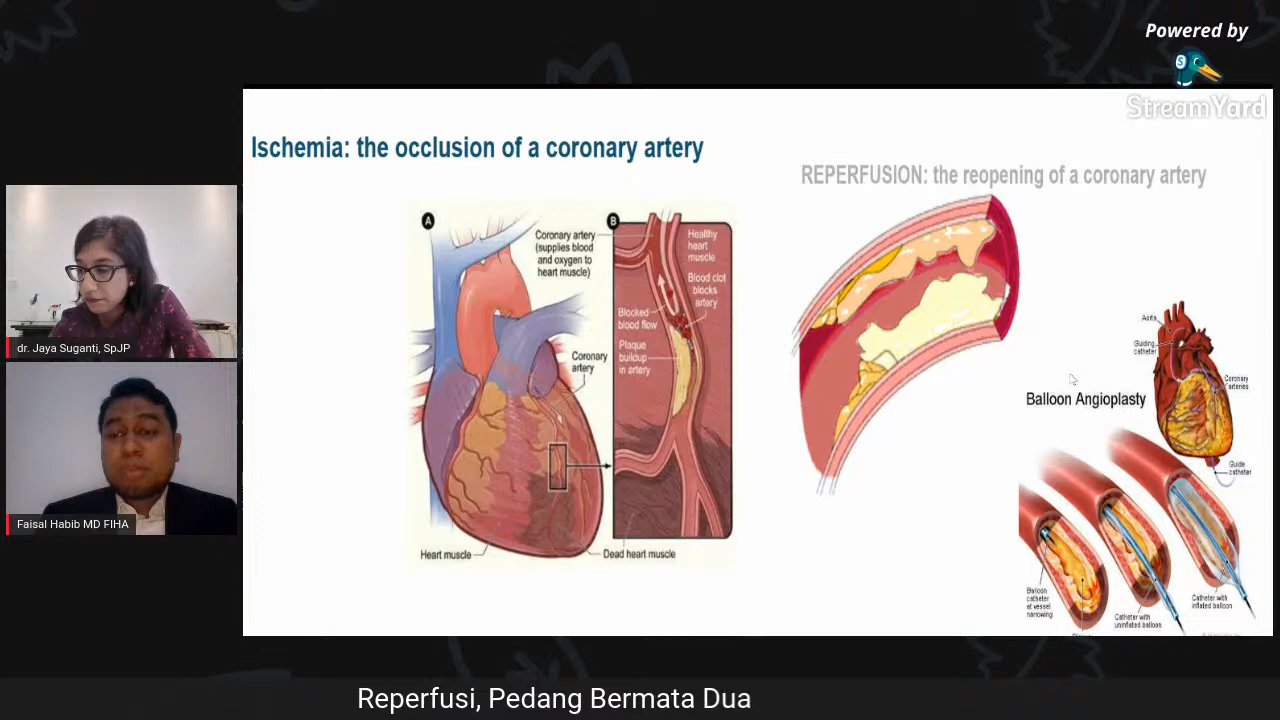 Powered by
S
StreamYard
Ischemia: the occlusion of a coronary artery
REPERFUSION: the reopening of a coronary artery
A
B
Coronary artery
(supplies blood
and oxygen to
heart muscle)
Healthy
heart
muscle
Blood clot
blocks
artery
Blocked
blood flow
Plaque
buildup
in artery
Coronary
artery
Heart muscle
Dead heart muscle
Aorta
Guiding
catheter
Coronary
arteries
Balloon Angioplasty
Guide
catheter
Balloon
catheter
at vessel
narrowing
Catheter with
uninflated balloon
Catheter with
inflated balloon
dr. Jaya Suganti, SpJP
Faisal Habib MD FIHA
Reperfusi, Pedang Bermata Dua